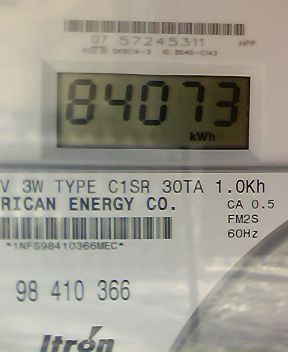 07 57245311 HPP
84073
kWh
V 3W TYPE C1SR 30TA 1.0Kh
RICAN ENERGY CO. CA 0.5
FM2S
*1NFS98410366MEC* 60Hz
98 410 366
Itron